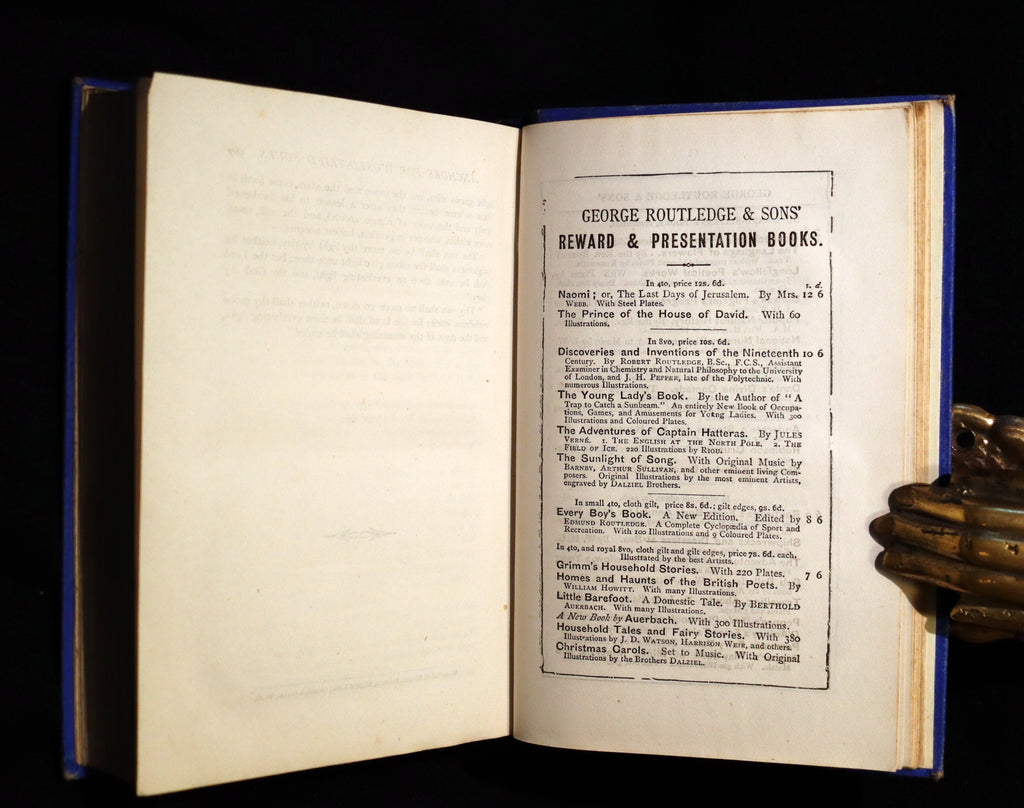 GEORGE ROUTLEDGE & SONS'
REWARD & PRESENTATION BOOKS.
In 4to, price 12s. 6d. s. d.
Naomi; or, The Last Days of Jerusalem. By Mrs. 12 6
WEBB. With Steel Plates.
The Prince of the House of David. With 60
Illustrations.
In 8vo, price 10s. 6d.
Discoveries and Inventions of the Nineteenth 10 6
Century. By ROBERT ROUTLEDGE, B.Sc., F.C.S., Assistant
Examiner in Chemistry and Natural Philosophy to the University
of London, and J. H. PEPPER, late of the Polytechnic. With
numerous Illustrations.
The Young Lady's Book. By the Author of "A
Trap to Catch a Sunbeam." An entirely New Book of Occupa-
tions, Games, and Amusements for Young Ladies. With 300
Illustrations and Coloured Plates.
The Adventures of Captain Hatteras. By JULES
VERNÉ. 1. THE ENGLISH AT THE NORTH POLE. 2. THE
FIELD OF ICE. 220 Illustrations by RIOU.
The Sunlight of Song. With Original Music by
BARNBY, ARTHUR SULLIVAN, and other eminent living Com-
posers. Original Illustrations by the most eminent Artists,
engraved by DALZIEL Brothers.
In small 4to, cloth gilt, price 8s. 6d.; gilt edges, 9s. 6d.
Every Boy's Book. A New Edition. Edited by 8 6
EDMUND ROUTLEDGE. A Complete Cyclopædia of Sport and
Recreation. With 100 Illustrations and 9 Coloured Plates.
In 4to, and royal 8vo, cloth gilt and gilt edges, price 7s. 6d. each,
Illustrated by the best Artists.
Grimm's Household Stories. With 220 Plates. 7 6
Homes and Haunts of the British Poets. By
WILLIAM HOWITT. With many Illustrations.
Little Barefoot. A Domestic Tale. By BERTHOLD
AUERBACH. With many Illustrations.
A New Book by Auerbach. With 300 Illustrations.
Household Tales and Fairy Stories. With 380
Illustrations by J. D. WATSON, HARRISON WEIR, and others.
Christmas Carols. Set to Music. With Original
Illustrations by the Brothers DALZIEL.